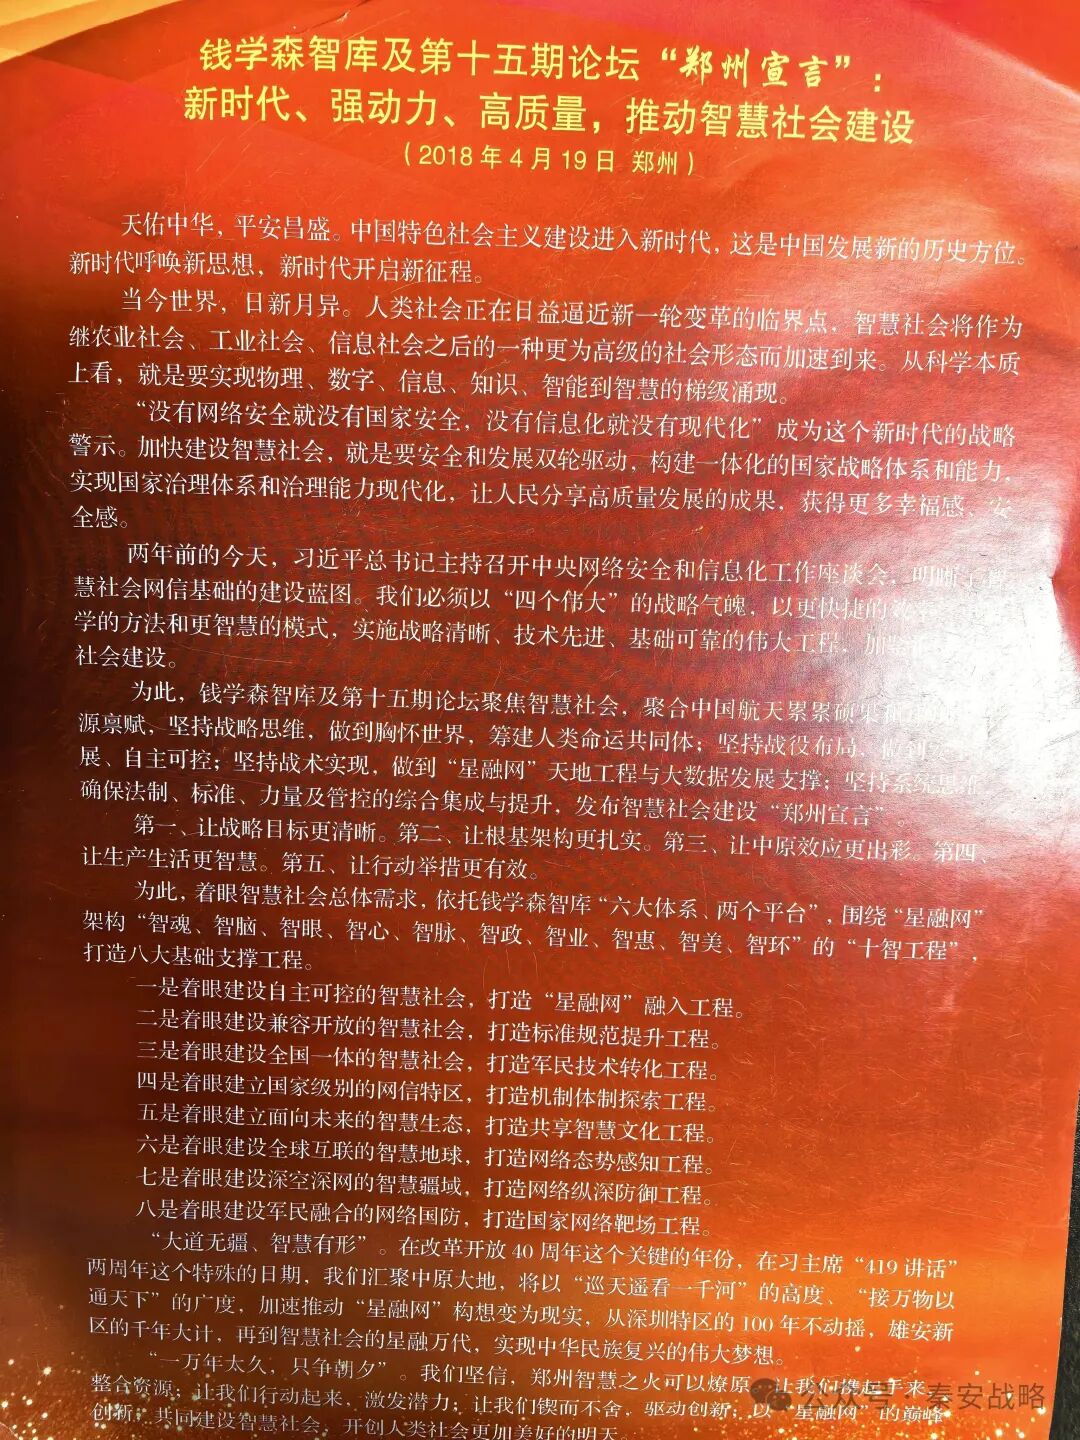 钱学森智库及第十五期论坛“郑州宣言”：
新时代、强动力、高质量，推动智慧社会建设
（2018年4月19日 郑州）
天佑中华，平安昌盛。中国特色社会主义建设进入新时代，这是中国发展新的历史方位。
新时代呼唤新思想，新时代开启新征程。
当今世界，日新月异。人类社会正在日益逼近新一轮变革的临界点，智慧社会将作为
继农业社会、工业社会、信息社会之后的一种更为高级的社会形态而加速到来。从科学本质
上看，就是要实现物理、数字、信息、知识、智能到智慧的梯级涌现。
“没有网络安全就没有国家安全，没有信息化就没有现代化”成为这个新时代的战略
警示。加快建设智慧社会，就是要安全和发展双轮驱动，构建一体化的国家战略体系和能力，
实现国家治理体系和治理能力现代化，让人民分享高质量发展的成果，获得更多幸福感、安
全感。
两年前的今天，习近平总书记主持召开中央网络安全和信息化工作座谈会，明晰了
慧社会网信基础的建设蓝图。我们必须以“四个伟大”的战略气魄，以更快捷的效
学的方法和更智慧的模式，实施战略清晰、技术先进、基础可靠的伟大工程，加
社会建设。
为此，钱学森智库及第十五期论坛聚焦智慧社会，聚合中国航天累累硕果和
源禀赋、坚持战略思维，做到胸怀世界，筹建人类命运共同体；坚持战役布局，做到
展、自主可控；坚持战术实现，做到“星融网”天地工程与大数据发展支撑；坚持系统思维
确保法制、标准、力量及管控的综合集成与提升，发布智慧社会建设“郑州宣言”。
第一、让战略目标更清晰。第二、让根基架构更扎实。第三、让中原效应更出彩。第四、
让生产生活更智慧。第五、让行动举措更有效。
为此，着眼智慧社会总体需求，依托钱学森智库“六大体系、两个平台”，围绕“星融网”
架构“智魂、智脑、智眼、智心、智脉、智政、智业、智惠、智美、智环”的“十智工程”，
打造八大基础支撑工程。
一是着眼建设自主可控的智慧社会，打造“星融网”融入工程。
二是着眼建设兼容开放的智慧社会，打造标准规范提升工程。
三是着眼建设全国一体的智慧社会，打造军民技术转化工程。
四是着眼建立国家级别的网信特区，打造机制体制探索工程。
五是着眼建立面向未来的智慧生态，打造共享智慧文化工程。
六是着眼建设全球互联的智慧地球，打造网络态势感知工程。
七是着眼建设深空深网的智慧疆域，打造网络纵深防御工程。
八是着眼建设军民融合的网络国防，打造国家网络靶场工程。
“大道无疆、智慧有形”。在改革开放40周年这个关键的年份，在习主席“419讲话”
两周年这个特殊的日期，我们汇聚中原大地，将以“巡天遥看一千河”的高度、“接万物以
通天下”的广度，加速推动“星融网”构想变为现实，从深圳特区的100年不动摇，雄安新
区的千年大计，再到智慧社会的星融万代，实现中华民族复兴的伟大梦想。
“一万年太久，只争朝夕”。我们坚信，郑州智慧之火可以燎原。让我们携起手来，
整合资源；让我们行动起来，激发潜力；让我们锲而不舍，驱动创新；以“星融网”的巅峰
创新；共同建设智慧社会，开创人类社会更加美好的明天。
公众号·秦安战略